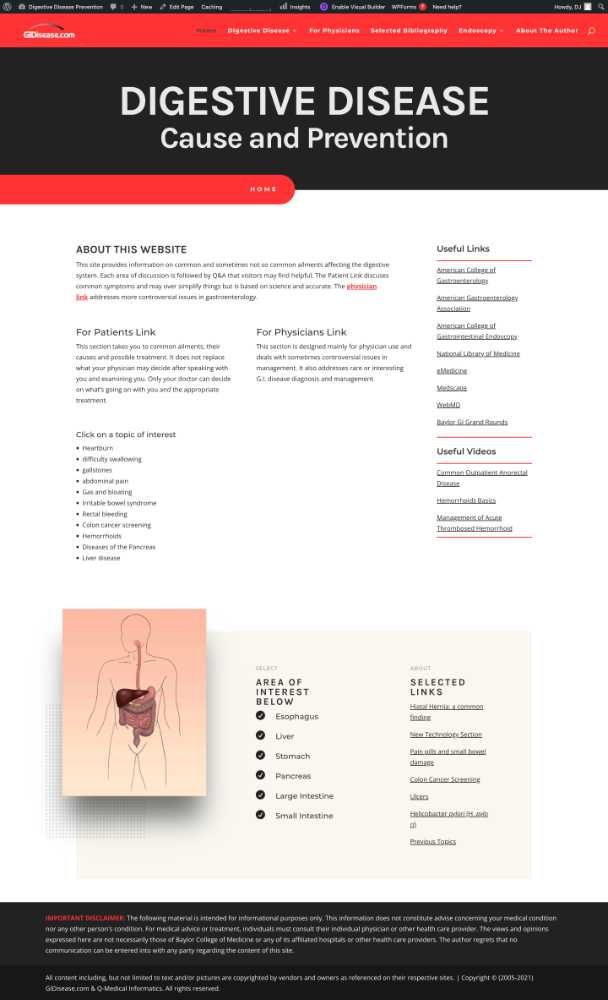 Digestive Disease Prevention
0
New
Edit Page
Caching
Insights
Enable Visual Builder
WPForms
Need help?
Howdy, DJ
GIDisease.com
Home
Digestive Disease
For Physicians
Selected Bibliography
Endoscopy
About The Author
DIGESTIVE DISEASE
Cause and Prevention
HOME
ABOUT THIS WEBSITE
This site provides information on common and sometimes not so common ailments affecting the digestive
system. Each area of discussion is followed by Q&A that visitors may find helpful. The Patient Link discuses
common symptoms and may over simplify things but is based on science and accurate. The physician
link addresses more controversial issues in gastroenterology.
For Patients Link
This section takes you to common ailments, their
causes and possible treatment. It does not replace
what your physician may decide after speaking with
you and examining you. Only your doctor can decide
on what's going on with you and the appropriate
treatment.
For Physicians Link
This section is designed mainly for physician use and
deals with sometimes controversial issues in
management. It also addresses rare or interesting
G.I. disease diagnosis and management.
Click on a topic of interest
Heartburn
difficulty swallowing
gallstones
abdominal pain
Gas and bloating
Irritable bowel syndrome
Rectal bleeding
Colon cancer screening
Hemorrhoids
Diseases of the Pancreas
Liver disease
Useful Links
American College of
Gastroenterology
American Gastroenterology
Association
American College of
Gastrointestinal Endoscopy
National Library of Medicine
eMedicine
Medscape
WebMD
Baylor GI Grand Rounds
Useful Videos
Common Outpatient Anorectal
Disease
Hemorrhoids Basics
Management of Acute
Thrombosed Hemorrhoid
SELECT
AREA OF
INTEREST
BELOW
Esophagus
Liver
Stomach
Pancreas
Large Intestine
Small Intestine
ABOUT
SELECTED
LINKS
Hiatal Hernia: a common
finding
New Technology Section
Pain pills and small bowel
damage
Colon Cancer Screening
Ulcers
Helicobacter pylori (H. pylo
ri)
Previous Topics
IMPORTANT DISCLAIMER: The following material is intended for informational purposes only. This information does not constitute advise concerning your medical condition
nor any other person's condition. For medical advice or treatment, individuals must consult their individual physician or other health care provider. The views and opinions
expressed here are not necessarily those of Baylor College of Medicine or any of its affiliated hospitals or other health care providers. The author regrets that no
communication can be entered into with any party regarding the content of this site.
All content including, but not limited to text and/or pictures are copyrighted by vendors and owners as referenced on their respective sites. | Copyright © (2005-2021)
GIDisease.com & Q-Medical Informatics. All rights reserved.